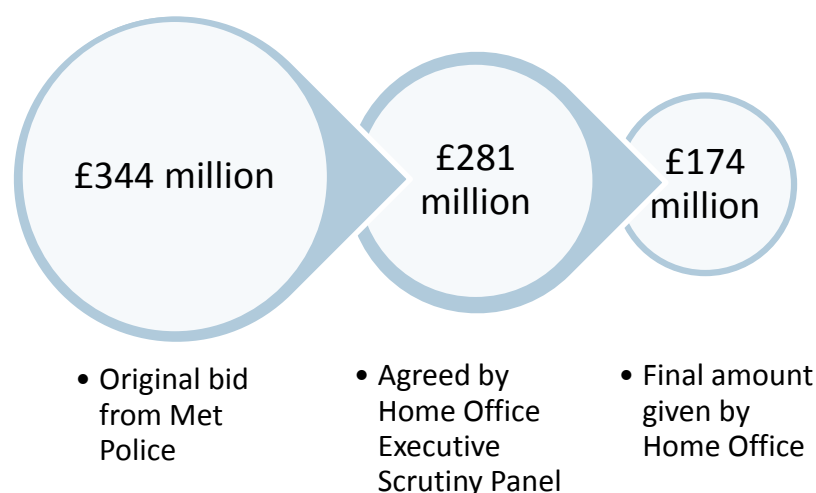 £344 million
£281
million
£174
million
• Original bid
from Met
Police
• Agreed by
Home Office
Executive
Scrutiny Panel
• Final amount
given by
Home Office